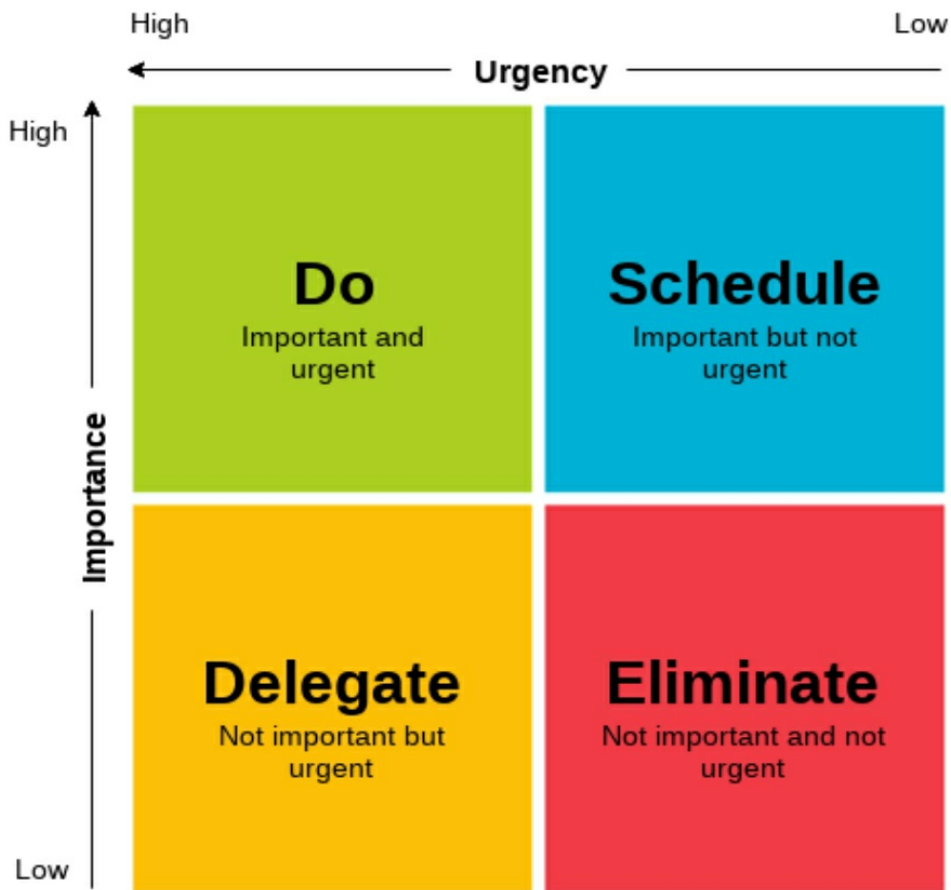 High
Low
Urgency
High
Do
Important and
urgent
Schedule
Important but not
urgent
Importance
Delegate
Not important but
urgent
Eliminate
Not important and not
urgent
Low